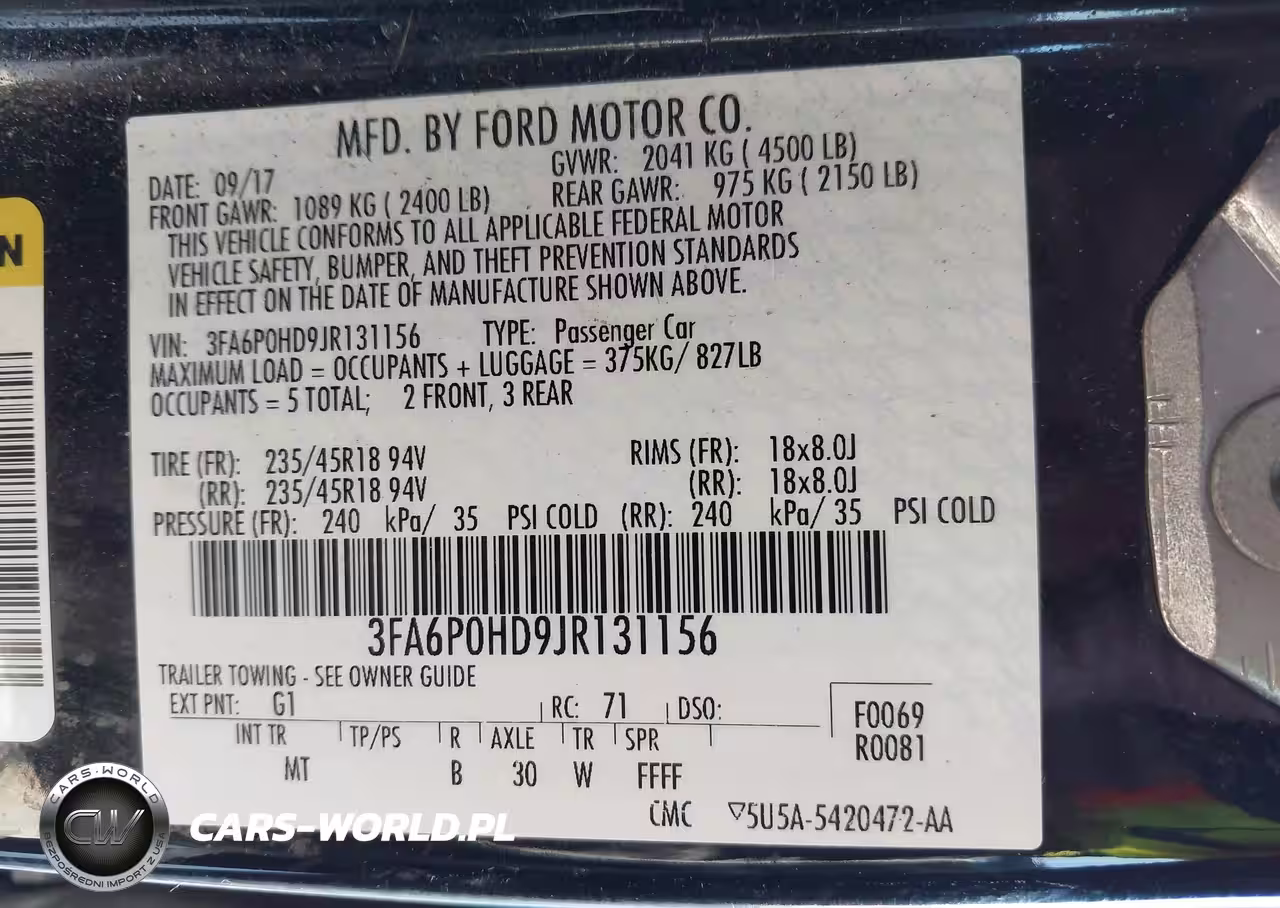 MFD. BY FORD MOTOR CO.
DATE: 09/17 GVWR: 2041 KG ( 4500 LB)
FRONT GAWR: 1089 KG ( 2400 LB) REAR GAWR: 975 KG ( 2150 LB)
THIS VEHICLE CONFORMS TO ALL APPLICABLE FEDERAL MOTOR
VEHICLE SAFETY, BUMPER, AND THEFT PREVENTION STANDARDS
IN EFFECT ON THE DATE OF MANUFACTURE SHOWN ABOVE.
VIN: 3FA6P0HD9JR131156 TYPE: Passenger Car
MAXIMUM LOAD = OCCUPANTS + LUGGAGE = 375KG/ 827LB
OCCUPANTS = 5 TOTAL; 2 FRONT, 3 REAR
TIRE (FR): 235/45R18 94V RIMS (FR): 18x8.0J
(RR): 235/45R18 94V (RR): 18x8.0J
PRESSURE (FR): 240 kPa/ 35 PSI COLD (RR): 240 kPa/ 35 PSI COLD
3FA6P0HD9JR131156
TRAILER TOWING - SEE OWNER GUIDE
EXT PNT: G1 RC: 71 DSO:
F0069
R0081
INT TR TP/PS R AXLE TR SPR
MT B 30 W FFFF
CMC ▽5U5A-5420472-AA
N
CARS-WORLD
CW
BEZPOŚREDNI IMPORT Z USA
CARS-WORLD.PL